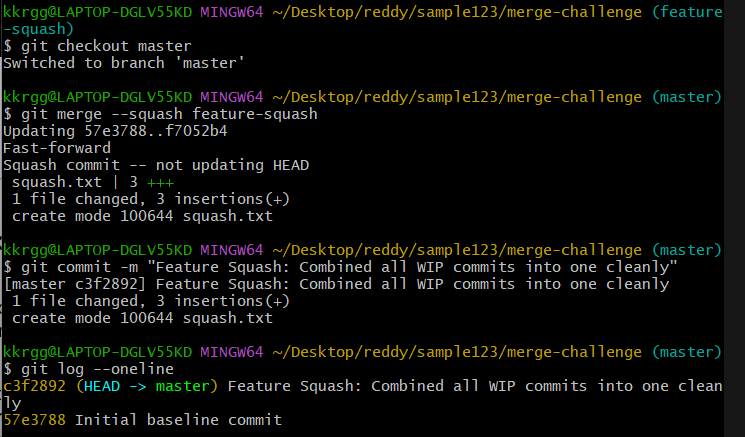 kkrgg@LAPTOP-DGLV55KD MINGW64 ~/Desktop/reddy/sample123/merge-challenge (feature
-squash)
$ git checkout master
Switched to branch 'master'
kkrgg@LAPTOP-DGLV55KD MINGW64 ~/Desktop/reddy/sample123/merge-challenge (master)
$ git merge --squash feature-squash
Updating 57e3788..f7052b4
Fast-forward
Squash commit -- not updating HEAD
 squash.txt | 3 +++
 1 file changed, 3 insertions(+)
 create mode 100644 squash.txt
kkrgg@LAPTOP-DGLV55KD MINGW64 ~/Desktop/reddy/sample123/merge-challenge (master)
$ git commit -m "Feature Squash: Combined all WIP commits into one cleanly"
[master c3f2892] Feature Squash: Combined all WIP commits into one cleanly
 1 file changed, 3 insertions(+)
 create mode 100644 squash.txt
kkrgg@LAPTOP-DGLV55KD MINGW64 ~/Desktop/reddy/sample123/merge-challenge (master)
$ git log --oneline
c3f2892 (HEAD -> master) Feature Squash: Combined all WIP commits into one clean
ly
57e3788 Initial baseline commit